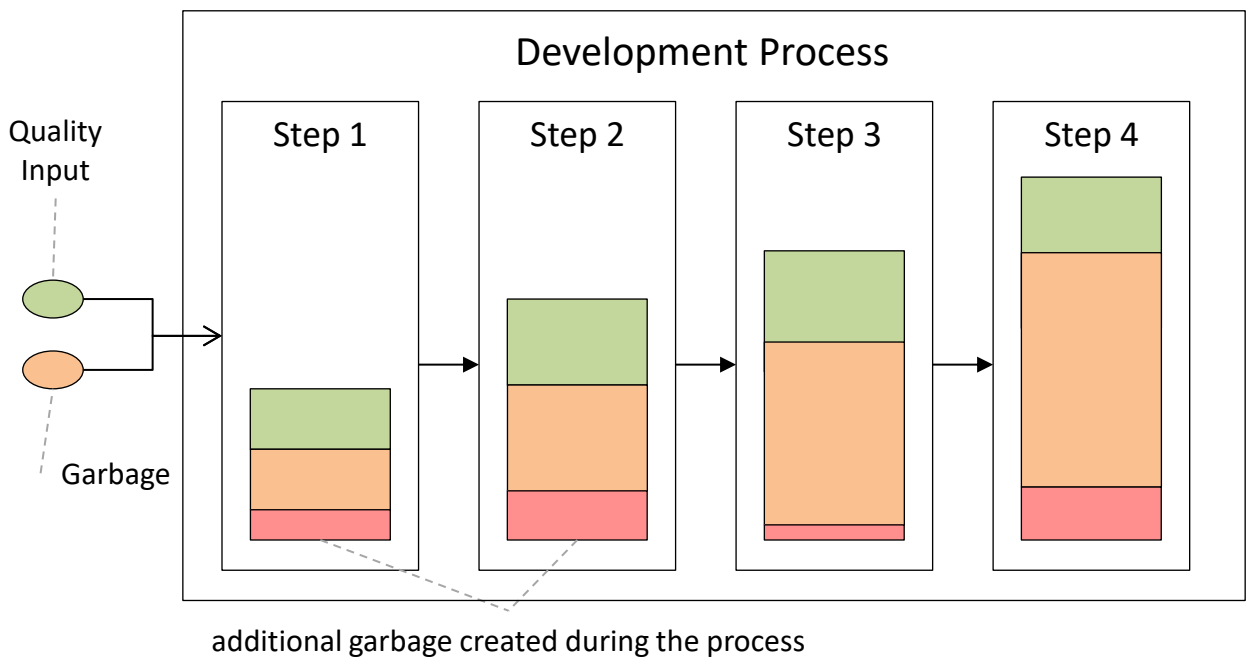 Development Process
Quality
Input
Step 1
Step 2
Step 3
Step 4
Garbage
additional garbage created during the process